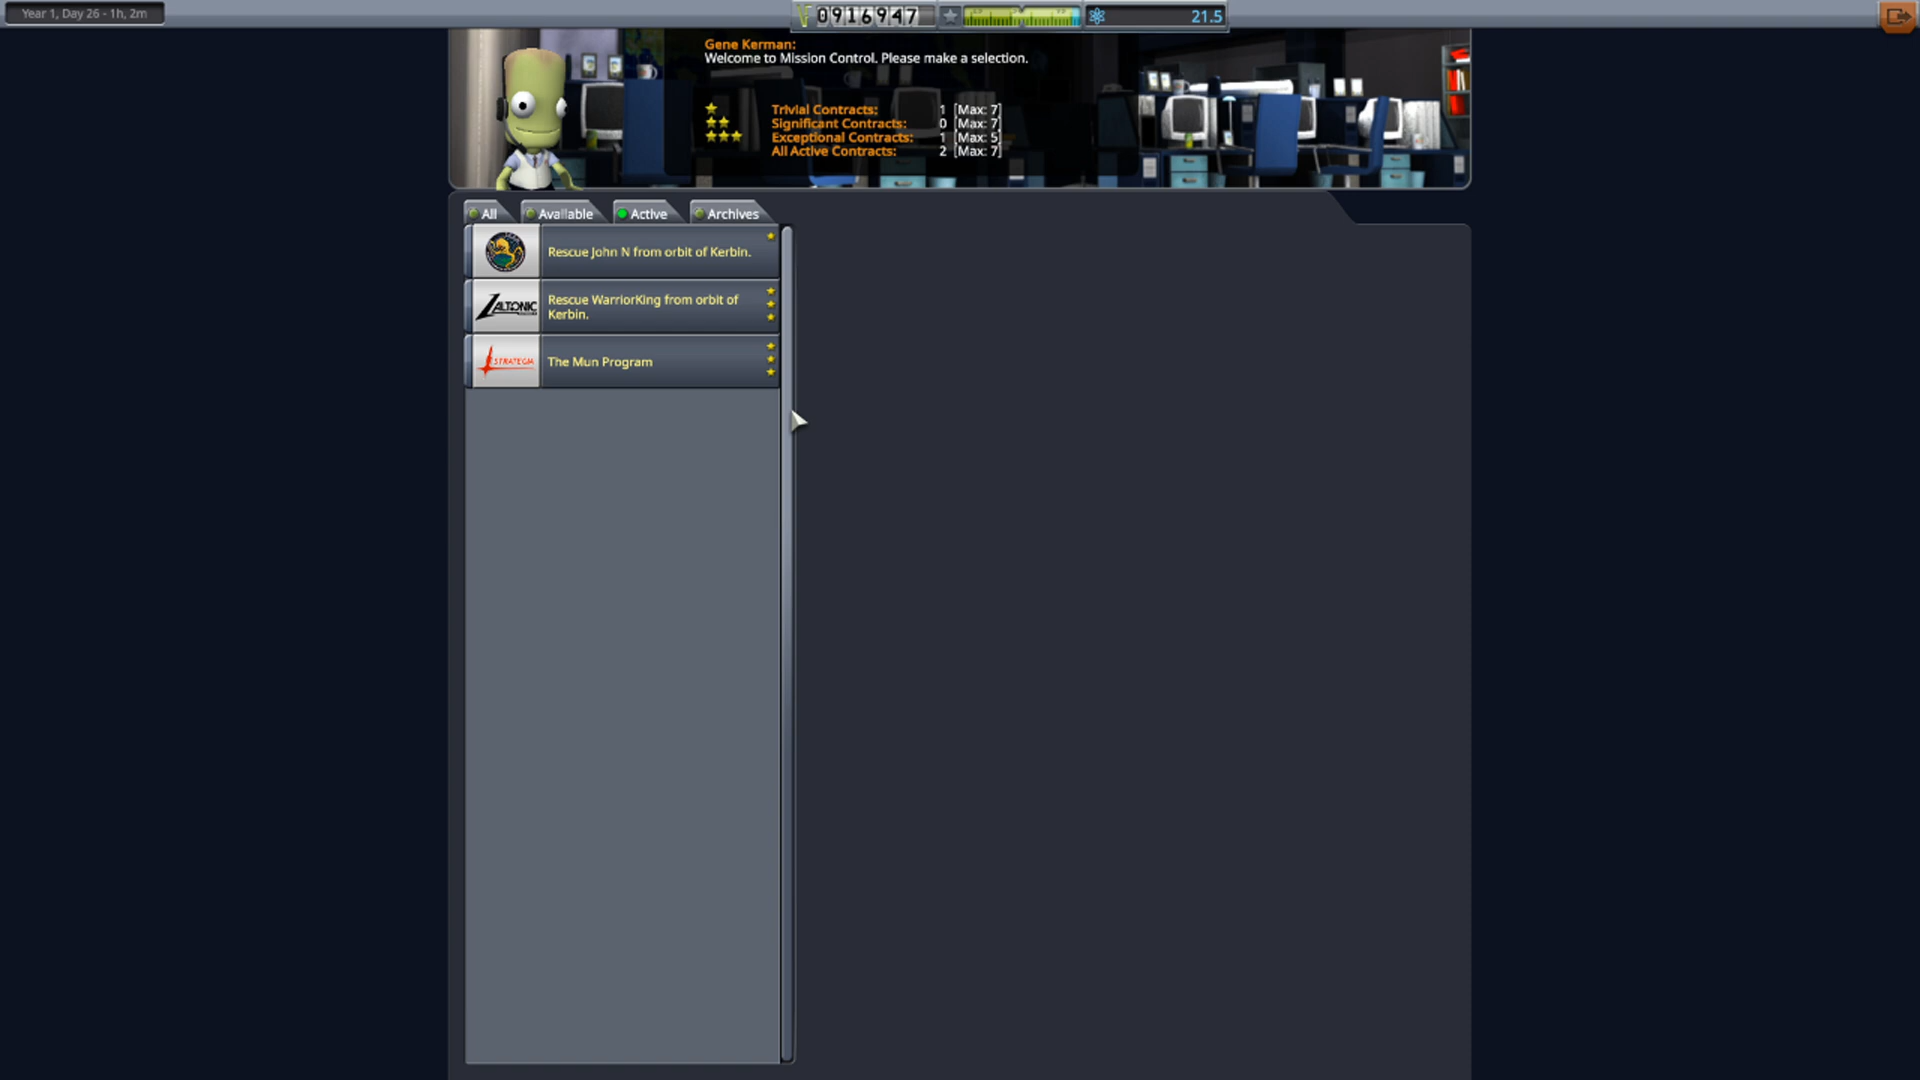 Year 1, Day 26 - 1h, 2m
0916947
21.5
Gene Kerman:
Welcome to Mission Control. Please make a selection.
Trivial Contracts: 1 [Max: 7]
Significant Contracts: 0 [Max: 7]
Exceptional Contracts: 1 [Max: 5]
All Active Contracts: 2 [Max: 7]
All
Available
Active
Archives
Rescue John N from orbit of Kerbin.
ZALTONIC
Rescue WarriorKing from orbit of
Kerbin.
STRATEGIA
The Mun Program